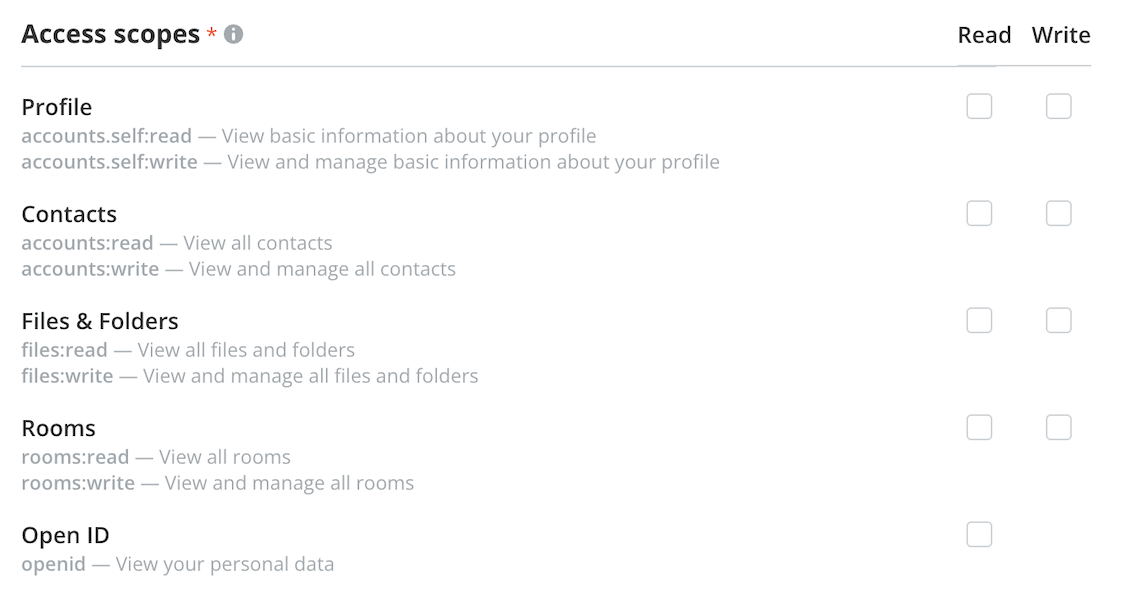 Access scopes * Read Write
Profile
accounts.self:read — View basic information about your profile
accounts.self:write — View and manage basic information about your profile
Contacts
accounts:read — View all contacts
accounts:write — View and manage all contacts
Files & Folders
files:read — View all files and folders
files:write — View and manage all files and folders
Rooms
rooms:read — View all rooms
rooms:write — View and manage all rooms
Open ID
openid — View your personal data